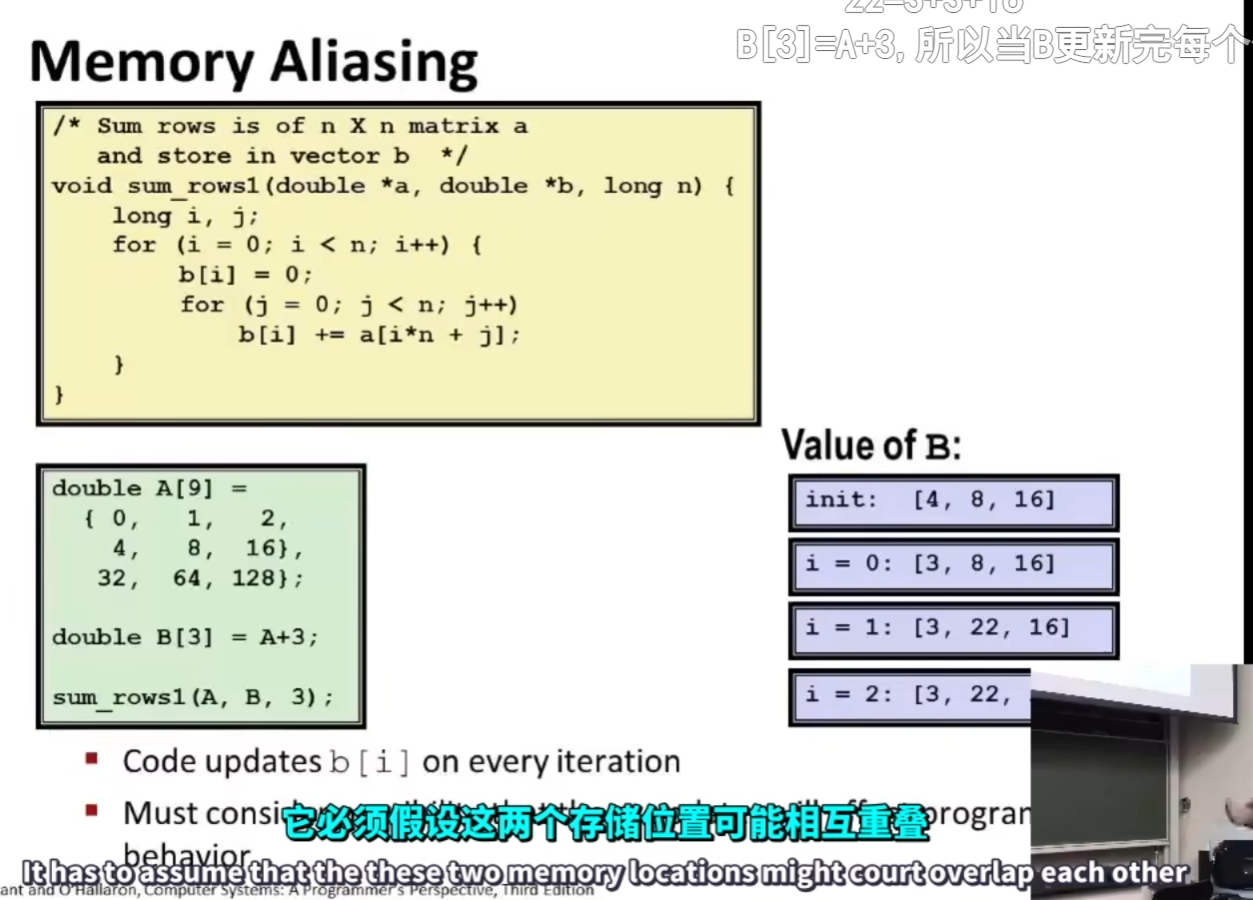 22=3+3+16
B[3]=A+3, 所以当B更新完每个
Memory Aliasing
/* Sum rows is of n X n matrix a
and store in vector b */
void sum_rows1(double *a, double *b, long n) {
long i, j;
for (i = 0; i < n; i++) {
b[i] = 0;
for (j = 0; j < n; j++)
b[i] += a[i*n + j];
}
}
Value of B:
double A[9] =
{ 0, 1, 2,
4, 8, 16},
32, 64, 128};
double B[3] = A+3;
sum_rows1(A, B, 3);
init: [4, 8, 16]
i = 0: [3, 8, 16]
i = 1: [3, 22, 16]
i = 2: [3, 22,
Code updates b[i] on every iteration
Must consi
program
behavior
它必须假设这两个存储位置可能相互重叠
It has to assume that the these two memory locations might court overlap each other
ant and O'Hallaron, Computer Systems: A Programmer's Perspective, Third Edition